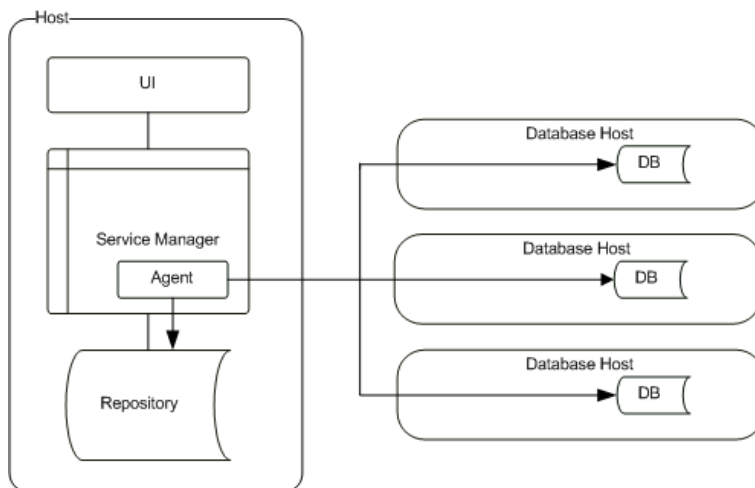 Host
UI
Service Manager
Agent
Repository
Database Host
DB
Database Host
DB
Database Host
DB